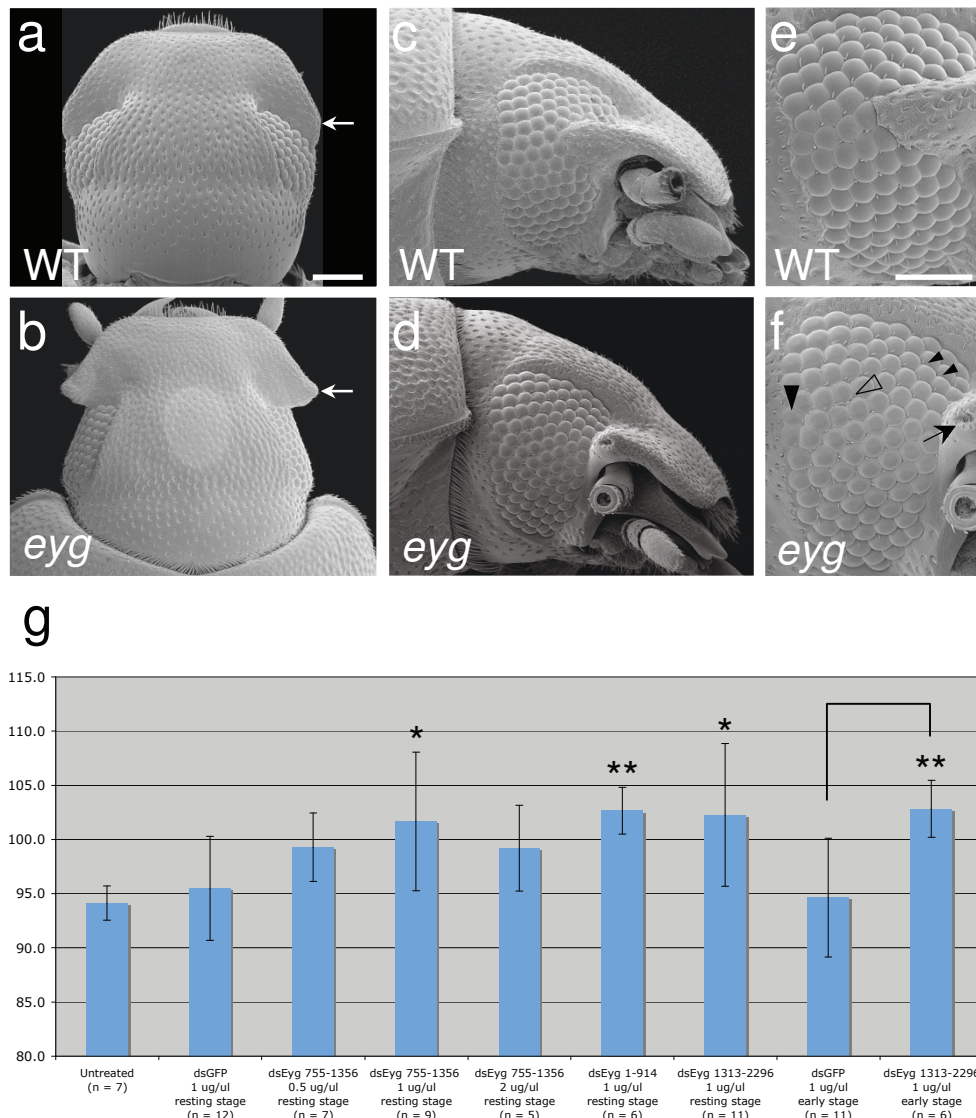 a
WT
c
WT
e
WT
b
eyg
d
eyg
f
eyg
g
115.0
110.0
105.0
100.0
95.0
90.0
85.0
80.0
*
**
*
**
Untreated
(n = 7)
dsGFP
1 ug/ul
resting stage
(n = 12)
dsEyg 755-1356
0.5 ug/ul
resting stage
(n = 7)
dsEyg 755-1356
1 ug/ul
resting stage
(n = 9)
dsEyg 755-1356
2 ug/ul
resting stage
(n = 5)
dsEyg 1-914
1 ug/ul
resting stage
(n = 6)
dsEyg 1313-2296
1 ug/ul
resting stage
(n = 11)
dsGFP
1 ug/ul
early stage
(n = 11)
dsEyg 1313-2296
1 ug/ul
early stage
(n = 6)